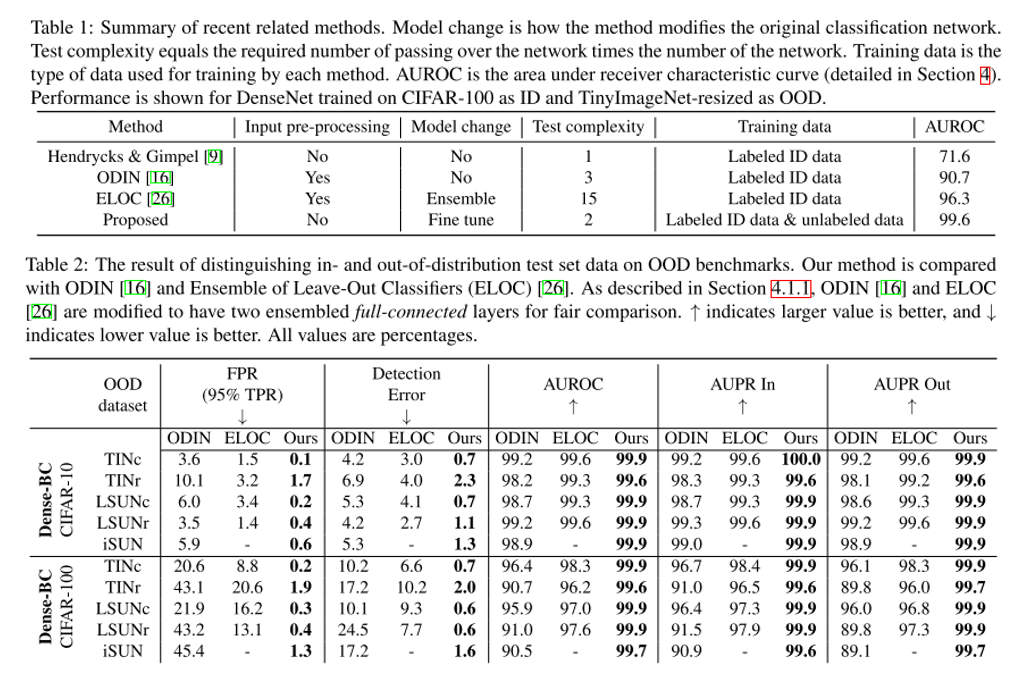 Table 1: Summary of recent related methods. Model change is how the method modifies the original classification network.
Test complexity equals the required number of passing over the network times the number of the network. Training data is the
type of data used for training by each method. AUROC is the area under receiver characteristic curve (detailed in Section 4).
Performance is shown for DenseNet trained on CIFAR-100 as ID and TinyImageNet-resized as OOD.
Method Input pre-processing Model change Test complexity Training data AUROC
Hendrycks & Gimpel [9] No No 1 Labeled ID data 71.6
ODIN [16] Yes No 3 Labeled ID data 90.7
ELOC [26] Yes Ensemble 15 Labeled ID data 96.3
Proposed No Fine tune 2 Labeled ID data & unlabeled data 99.6
Table 2: The result of distinguishing in- and out-of-distribution test set data on OOD benchmarks. Our method is compared
with ODIN [16] and Ensemble of Leave-Out Classifiers (ELOC) [26]. As described in Section 4.1.1, ODIN [16] and ELOC
[26] are modified to have two ensembled full-connected layers for fair comparison. ↑ indicates larger value is better, and ↓
indicates lower value is better. All values are percentages.
OOD dataset FPR (95% TPR) ↓ Detection Error ↓ AUROC ↑ AUPR In ↑ AUPR Out ↑
ODIN ELOC Ours ODIN ELOC Ours ODIN ELOC Ours ODIN ELOC Ours ODIN ELOC Ours
Dense-BC CIFAR-10
TINc 3.6 1.5 0.1 4.2 3.0 0.7 99.2 99.6 99.9 99.2 99.6 100.0 99.2 99.6 99.9
TINr 10.1 3.2 1.7 6.9 4.0 2.3 98.2 99.3 99.6 98.3 99.3 99.6 98.1 99.2 99.6
LSUNc 6.0 3.4 0.2 5.3 4.1 0.7 98.7 99.3 99.9 98.7 99.3 99.9 98.6 99.3 99.9
LSUNr 3.5 1.4 0.4 4.2 2.7 1.1 99.2 99.6 99.9 99.3 99.6 99.9 99.2 99.6 99.9
iSUN 5.9 - 0.6 5.3 - 1.3 98.9 - 99.9 99.0 - 99.9 98.9 - 99.9
Dense-BC CIFAR-100
TINc 20.6 8.8 0.2 10.2 6.6 0.7 96.4 98.3 99.9 96.7 98.4 99.9 96.1 98.3 99.9
TINr 43.1 20.6 1.9 17.2 10.2 2.0 90.7 96.2 99.6 91.0 96.5 99.6 89.8 96.0 99.7
LSUNc 21.9 16.2 0.3 10.1 9.3 0.6 95.9 97.0 99.9 96.4 97.3 99.9 96.0 96.8 99.9
LSUNr 43.2 13.1 0.4 24.5 7.7 0.6 91.0 97.6 99.9 91.5 97.9 99.9 89.8 97.3 99.9
iSUN 45.4 - 1.3 17.2 - 1.6 90.5 - 99.7 90.9 - 99.6 89.1 - 99.7